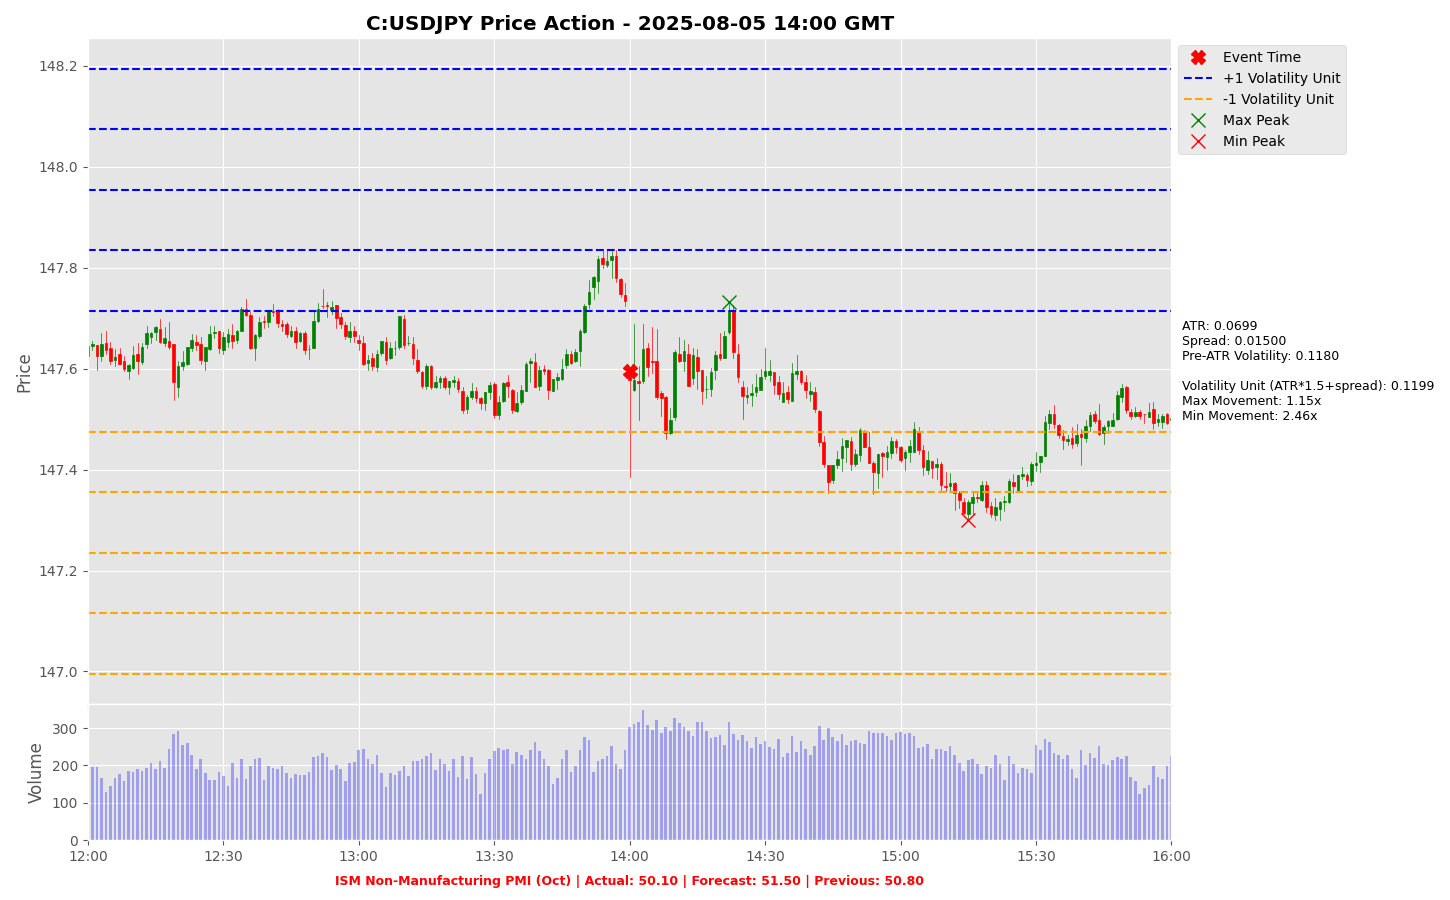 C:USDJPY Price Action - 2025-08-05 14:00 GMT
Event Time
+1 Volatility Unit
-1 Volatility Unit
Max Peak
Min Peak
Price
148.2
148.0
147.8
147.6
147.4
147.2
147.0
ATR: 0.0699
Spread: 0.01500
Pre-ATR Volatility: 0.1180
Volatility Unit (ATR*1.5+spread): 0.1199
Max Movement: 1.15x
Min Movement: 2.46x
Volume
300
200
100
0
12:00 12:30 13:00 13:30 14:00 14:30 15:00 15:30 16:00
ISM Non-Manufacturing PMI (Oct) | Actual: 50.10 | Forecast: 51.50 | Previous: 50.80